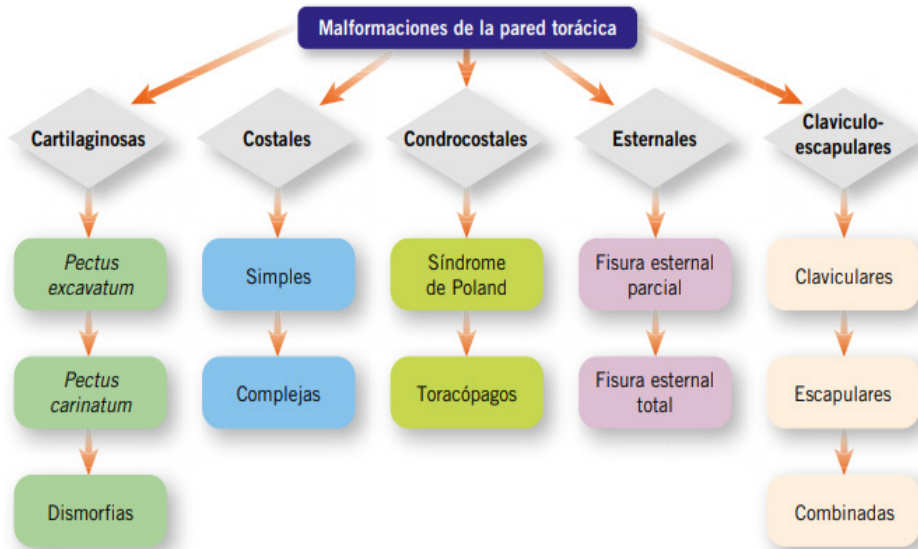 Malformaciones de la pared torácica
Cartilaginosas
Costales
Condrocostales
Esternales
Claviculo-
escapulares
Pectus
excavatum
Simples
Síndrome
de Poland
Fisura esternal
parcial
Claviculares
Pectus
carinatum
Complejas
Toracópagos
Fisura esternal
total
Escapulares
Dismorfias
Combinadas